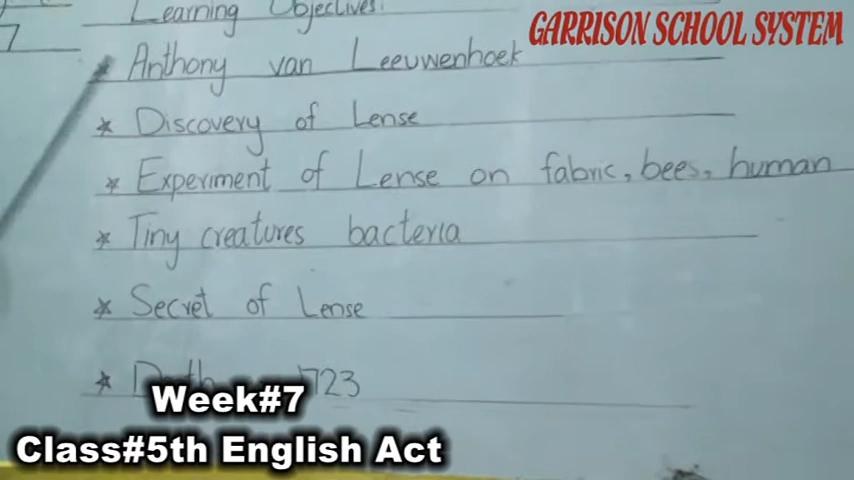 Learning Objectives:
GARRISON SCHOOL SYSTEM
7
* Anthony van Leeuwenhoek
* Discovery of Lense
* Experiment of Lense on fabric, bees, human
* Tiny creatures bacteria
* Secret of Lense
* 1723
Week#7
Class#5th English Act